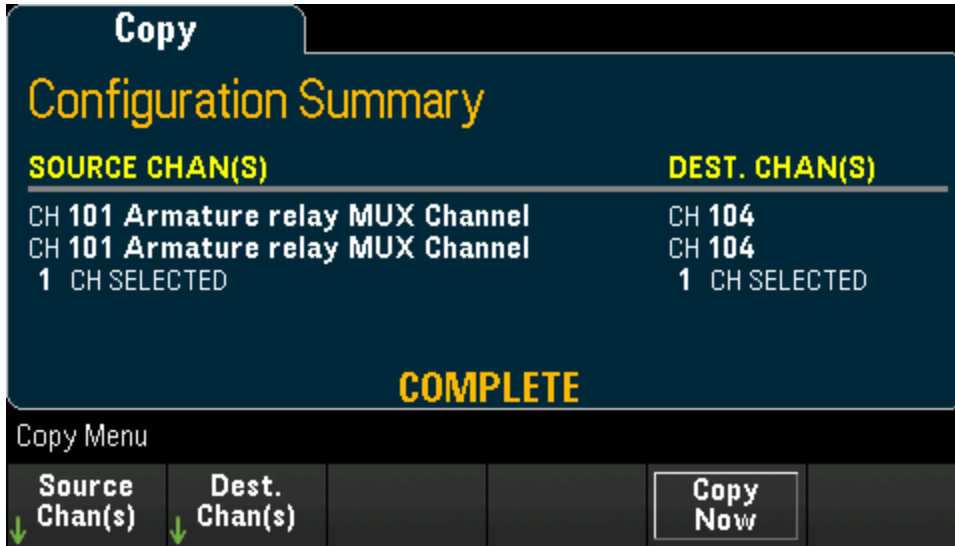 Copy
Configuration Summary
SOURCE CHAN(S) DEST. CHAN(S)
CH 101 Armature relay MUX Channel CH 104
CH 101 Armature relay MUX Channel CH 104
1 CH SELECTED 1 CH SELECTED
COMPLETE
Copy Menu
Source Dest. Copy
Chan(s) Chan(s) Now